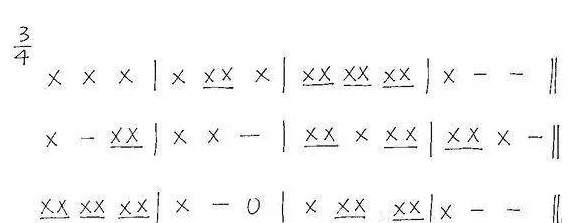 3/4
x x x | x xx x | xx xx xx | x - - ‖
x - xx | x x - | xx x xx | xx x - ‖
xx xx xx | x - 0 | x xx xx | x - - ‖